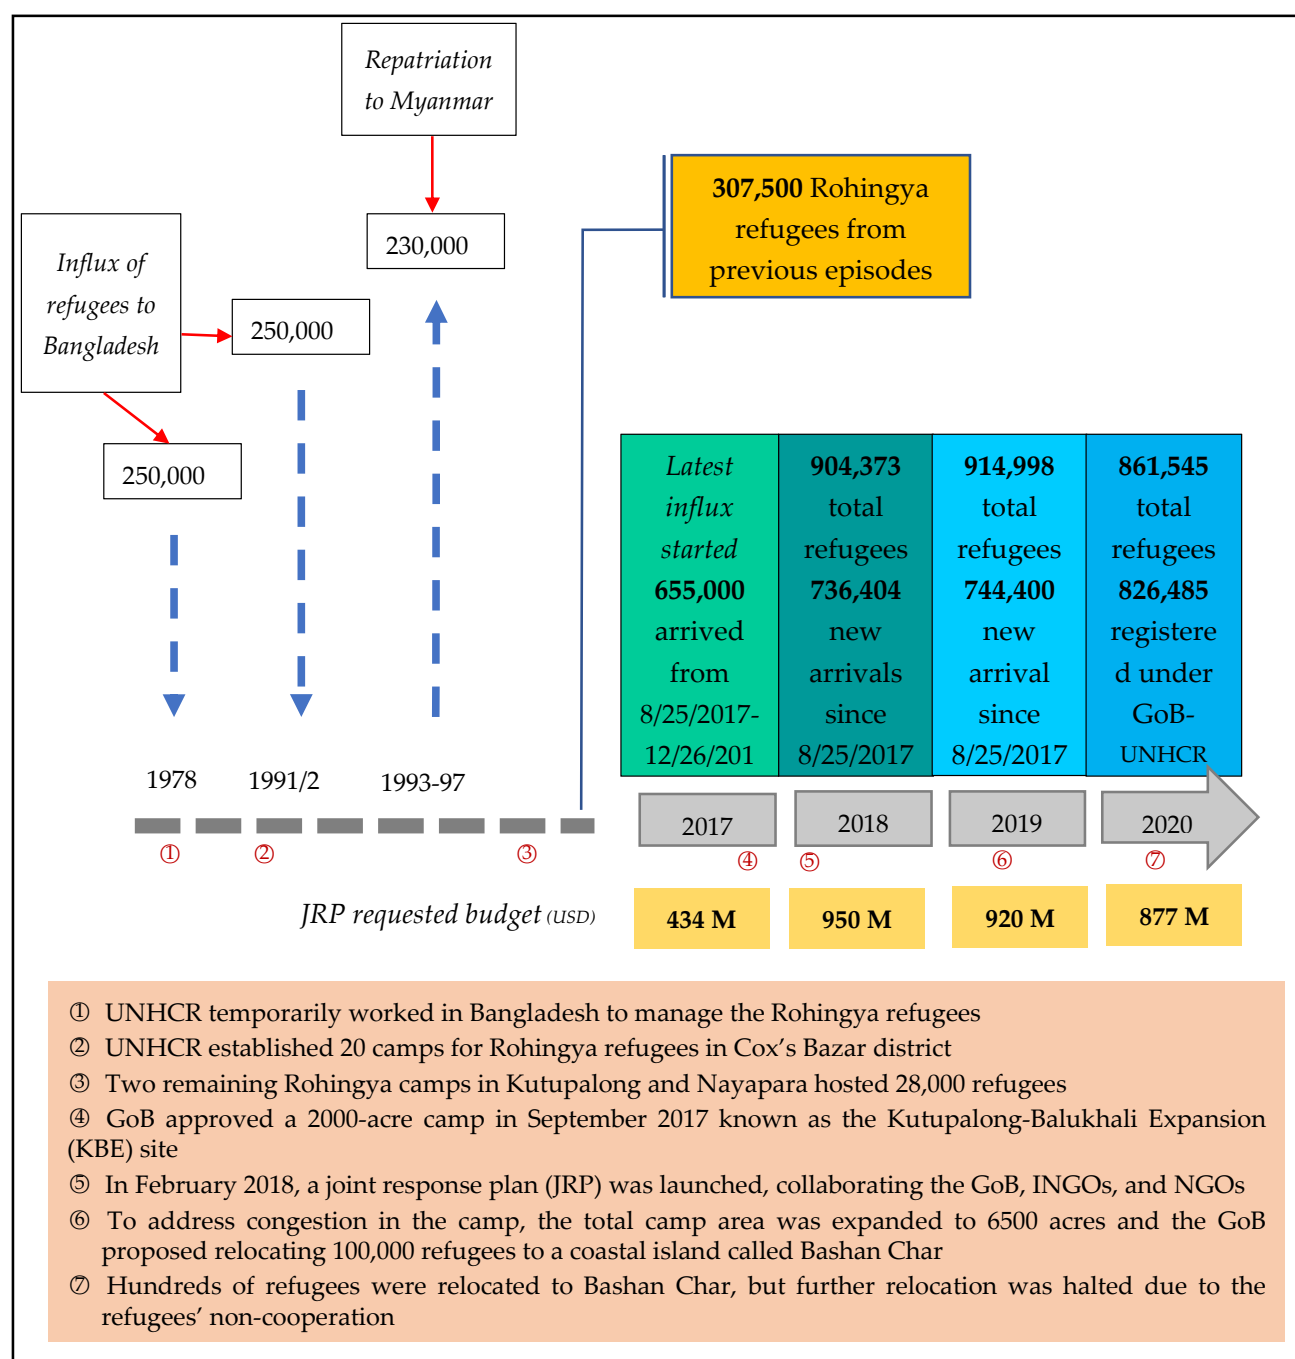 Repatriation
to Myanmar
307,500 Rohingya
refugees from
previous episodes
230,000
Influx of
refugees to
Bangladesh
250,000
250,000
Latest
influx
started
655,000
arrived
from
8/25/2017-
12/26/201
904,373
total
refugees
736,404
new
arrivals
since
8/25/2017
914,998
total
refugees
744,400
new
arrival
since
8/25/2017
861,545
total
refugees
826,485
registere
d under
GoB-
UNHCR
1978
1991/2
1993-97
2017
2018
2019
2020
①
②
③
④
⑤
⑥
⑦
JRP requested budget (USD)
434 M
950 M
920 M
877 M
① UNHCR temporarily worked in Bangladesh to manage the Rohingya refugees
② UNHCR established 20 camps for Rohingya refugees in Cox’s Bazar district
③ Two remaining Rohingya camps in Kutupalong and Nayapara hosted 28,000 refugees
④ GoB approved a 2000-acre camp in September 2017 known as the Kutupalong-Balukhali Expansion
(KBE) site
⑤ In February 2018, a joint response plan (JRP) was launched, collaborating the GoB, INGOs, and NGOs
⑥ To address congestion in the camp, the total camp area was expanded to 6500 acres and the GoB
proposed relocating 100,000 refugees to a coastal island called Bashan Char
⑦ Hundreds of refugees were relocated to Bashan Char, but further relocation was halted due to the
refugees’ non-cooperation